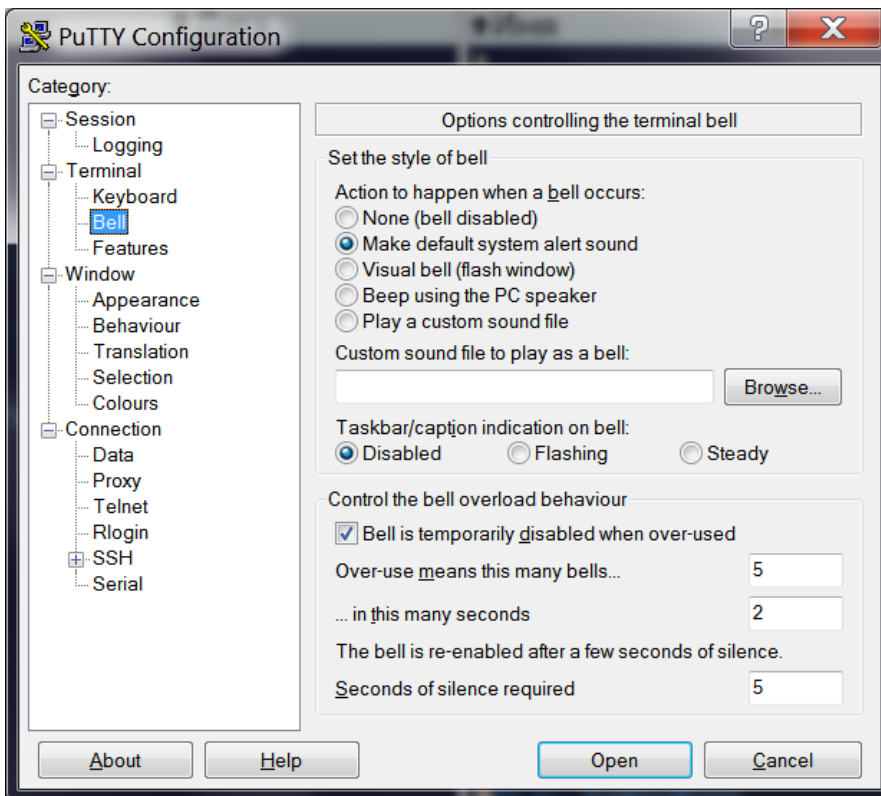 PuTTY Configuration
Category:
Session
Logging
Terminal
Keyboard
Bell
Features
Window
Appearance
Behaviour
Translation
Selection
Colours
Connection
Data
Proxy
Telnet
Rlogin
SSH
Serial
Options controlling the terminal bell
Set the style of bell
Action to happen when a bell occurs:
None (bell disabled)
Make default system alert sound
Visual bell (flash window)
Beep using the PC speaker
Play a custom sound file
Custom sound file to play as a bell:
Browse...
Taskbar/caption indication on bell:
Disabled Flashing Steady
Control the bell overload behaviour
Bell is temporarily disabled when over-used
Over-use means this many bells... 5
... in this many seconds 2
The bell is re-enabled after a few seconds of silence.
Seconds of silence required 5
About Help Open Cancel